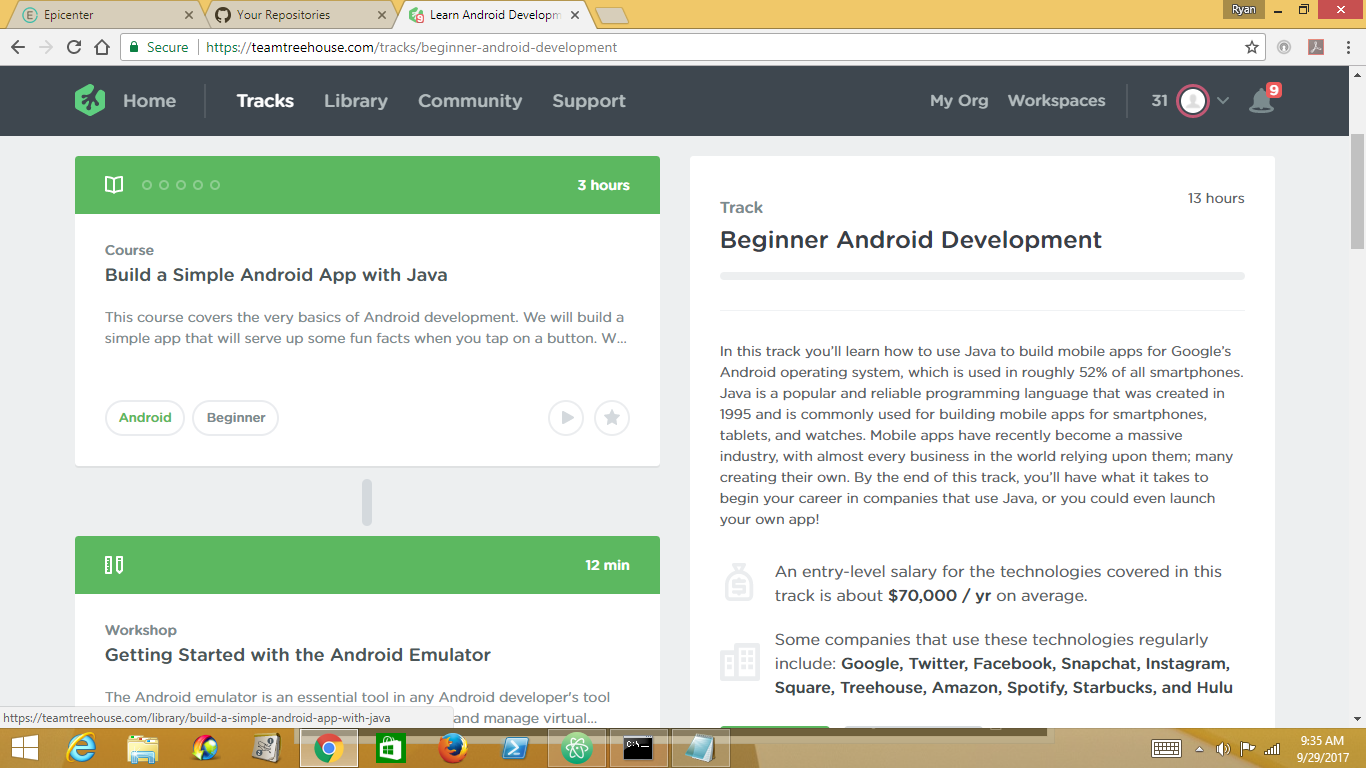 Epicenter
Your Repositories
Learn Android Developm
Ryan
Secure
https://teamtreehouse.com/tracks/beginner-android-development
Home
Tracks
Library
Community
Support
My Org
Workspaces
31
9
3 hours
Course
Build a Simple Android App with Java
This course covers the very basics of Android development. We will build a
simple app that will serve up some fun facts when you tap on a button. W...
Android
Beginner
12 min
Workshop
Getting Started with the Android Emulator
The Android emulator is an essential tool in any Android developer's tool
and manage virtual...
https://teamtreehouse.com/library/build-a-simple-android-app-with-java
Track
13 hours
Beginner Android Development
In this track you'll learn how to use Java to build mobile apps for Google's
Android operating system, which is used in roughly 52% of all smartphones.
Java is a popular and reliable programming language that was created in
1995 and is commonly used for building mobile apps for smartphones,
tablets, and watches. Mobile apps have recently become a massive
industry, with almost every business in the world relying upon them; many
creating their own. By the end of this track, you'll have what it takes to
begin your career in companies that use Java, or you could even launch
your own app!
An entry-level salary for the technologies covered in this
track is about $70,000 / yr on average.
Some companies that use these technologies regularly
include: Google, Twitter, Facebook, Snapchat, Instagram,
Square, Treehouse, Amazon, Spotify, Starbucks, and Hulu
9:35 AM
9/29/2017